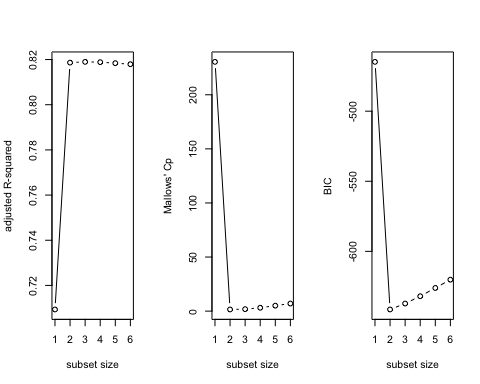 adjusted R-squared
0.72 0.74 0.76 0.78 0.80 0.82
1 2 3 4 5 6
subset size
Mallows' Cp
0 50 100 150 200
1 2 3 4 5 6
subset size
BIC
-600 -550 -500
1 2 3 4 5 6
subset size